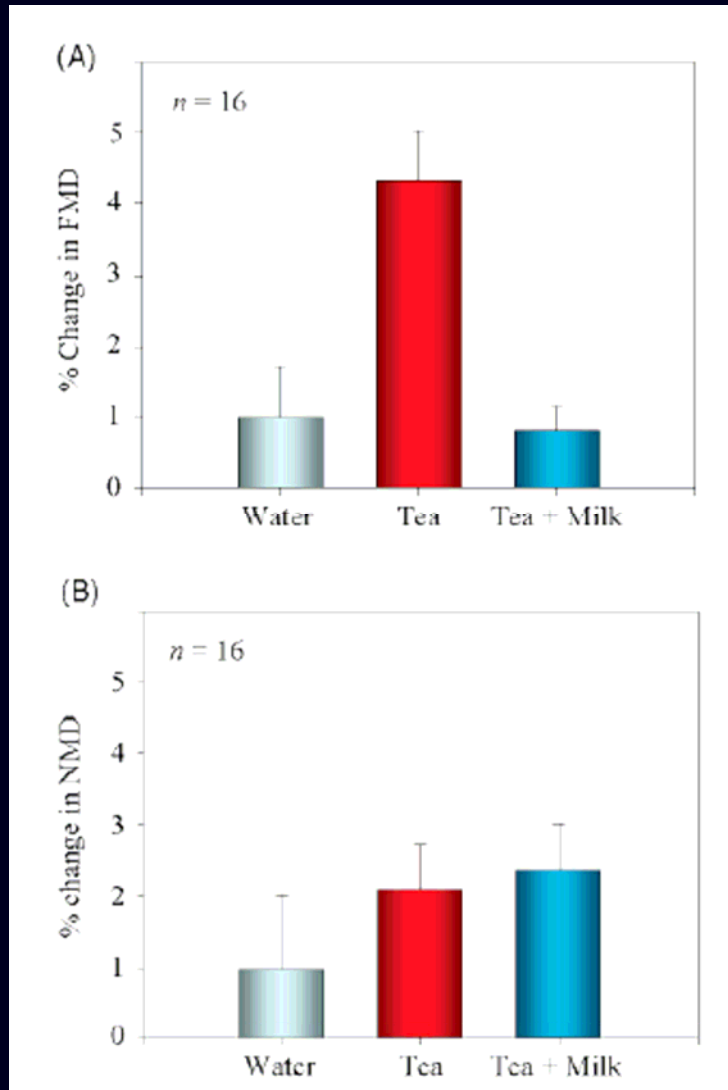 (A)
n = 16
% Change in FMD
5
4
3
2
1
0
Water Tea Tea + Milk
(B)
n = 16
% change in NMD
5
4
3
2
1
0
Water Tea Tea + Milk